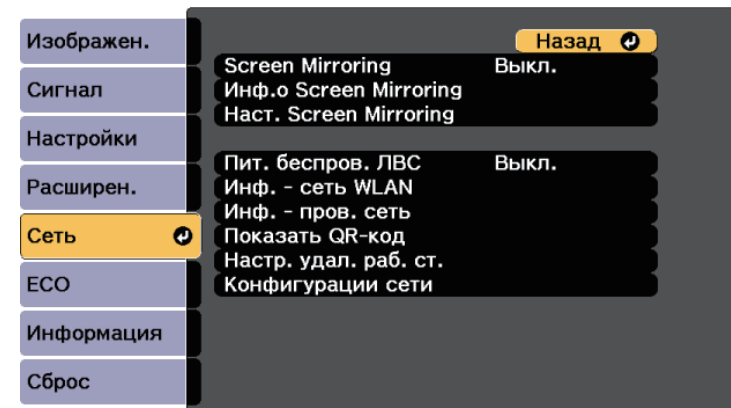 Изображен.
Сигнал
Настройки
Расширен.
Сеть
ECO
Информация
Сброс
Назад
Screen Mirroring Выкл.
Инф.о Screen Mirroring
Наст. Screen Mirroring
Пит. беспров. ЛВС Выкл.
Инф. - сеть WLAN
Инф. - пров. сеть
Показать QR-код
Настр. удал. раб. ст.
Конфигурации сети